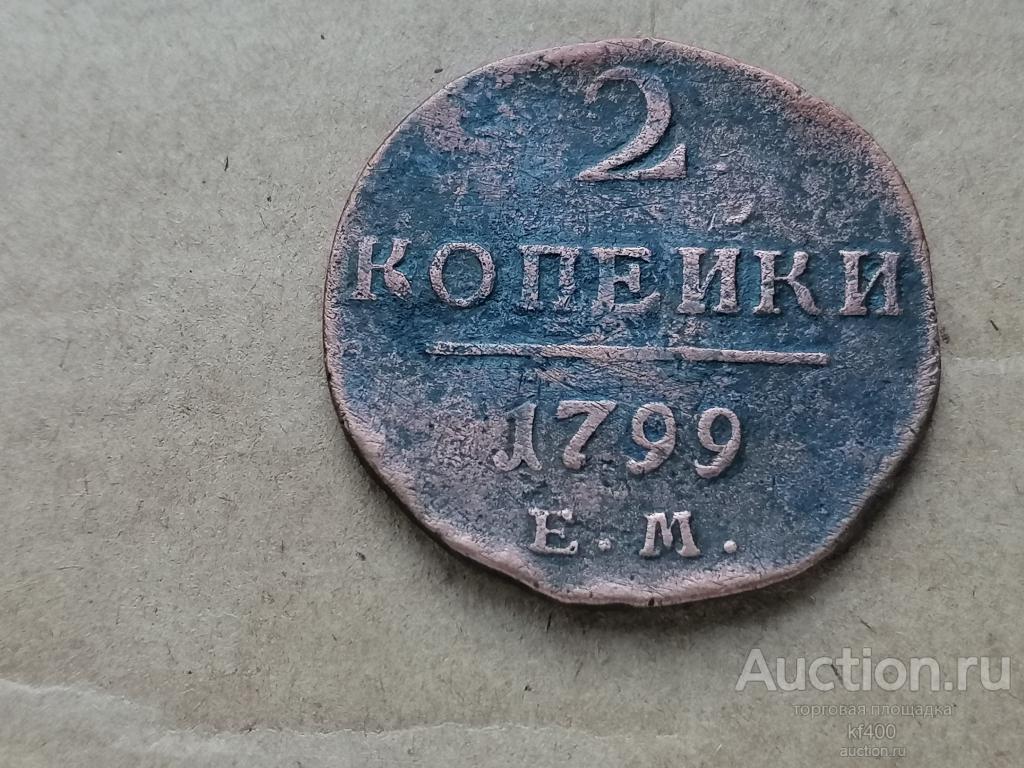 2
КОПЕЙКИ
1799
Е. М.
Auction.ru
торговая площадка
kf400
auction.ru